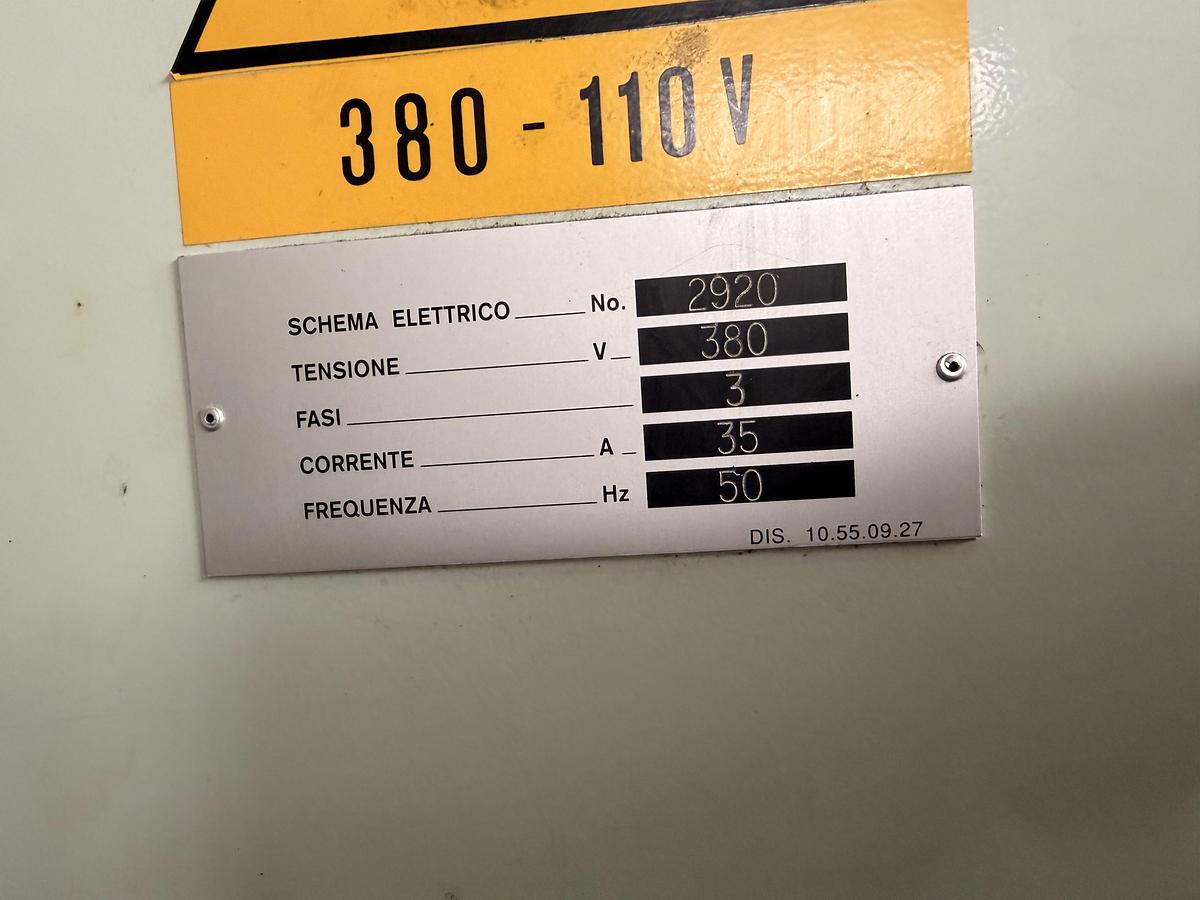 380 - 110 V
SCHEMA ELETTRICO No. 2920
TENSIONE V 380
FASI 3
CORRENTE A 35
FREQUENZA Hz 50
DIS. 10.55.09.27